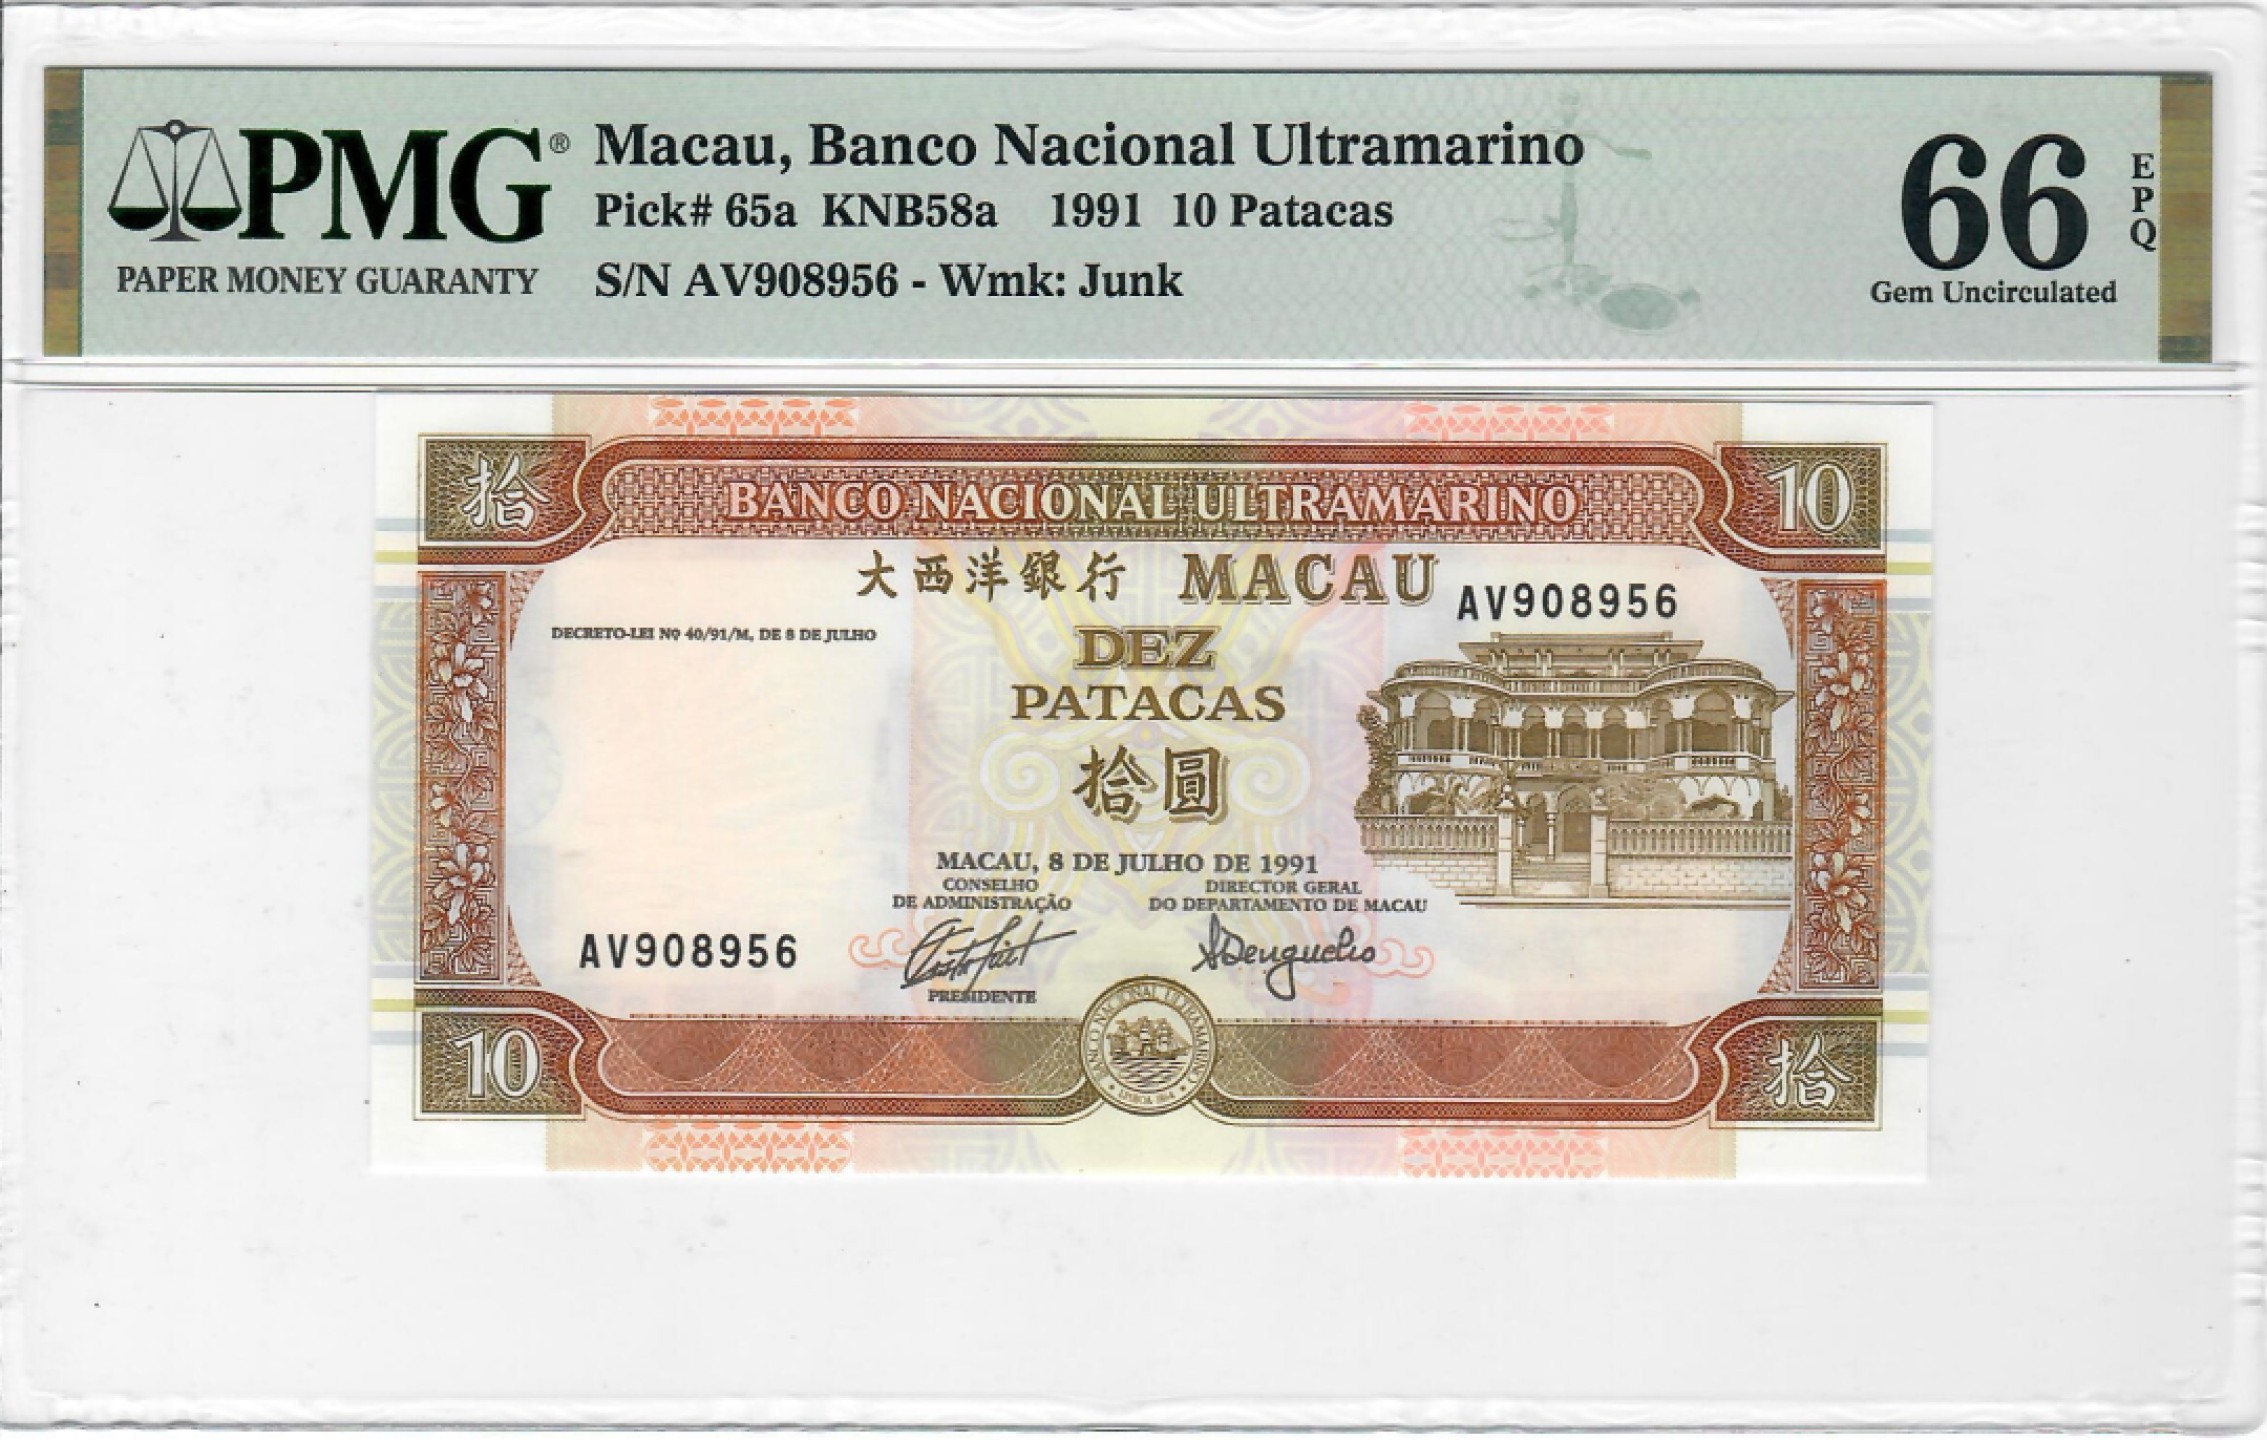 PMG®
PAPER MONEY GUARANTY
Macau, Banco Nacional Ultramarino
Pick# 65a KNB58a 1991 10 Patacas
S/N AV908956 - Wmk: Junk
66
EPQ
Gem Uncirculated
拾
BANCO NACIONAL ULTRAMARINO
10
大西洋銀行 MACAU
AV908956
DECRETO-LEI Nº 40/91/M, DE 8 DE JULHO
DEZ
PATACAS
拾圓
MACAU, 8 DE JULHO DE 1991
CONSELHO
DE ADMINISTRAÇÃO
DIRECTOR GERAL
DO DEPARTAMENTO DE MACAU
AV908956
PRESIDENTE
10
BANCO NACIONAL ULTRAMARINO
拾